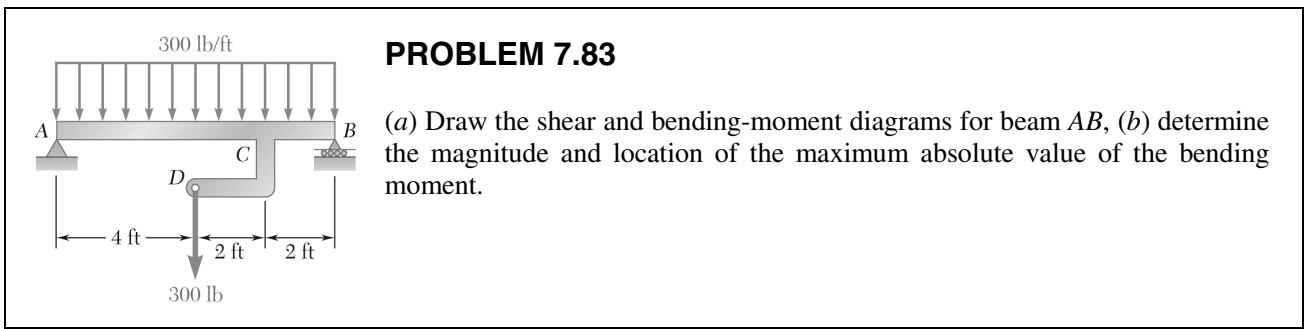 300 lb/ft
PROBLEM 7.83
(a) Draw the shear and bending-moment diagrams for beam AB, (b) determine
the magnitude and location of the maximum absolute value of the bending
moment.
A
B
C
D
4 ft
2 ft
2 ft
300 lb